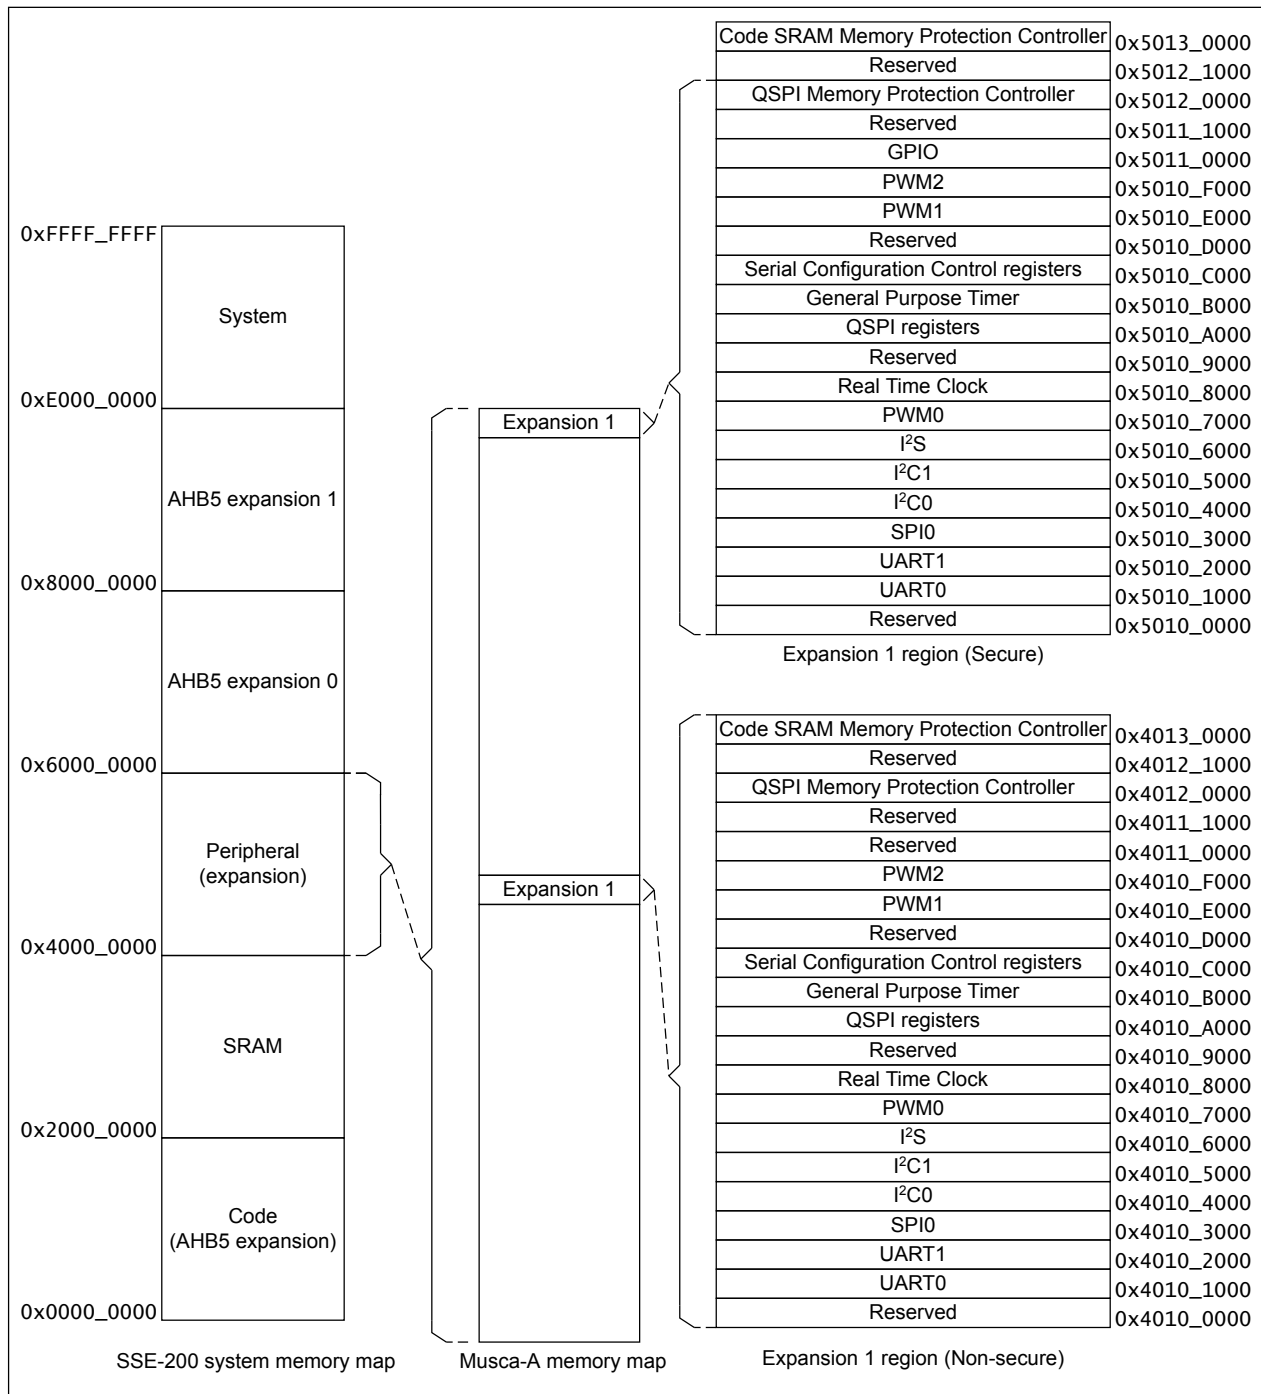 0xFFFF_FFFF
System
0xE000_0000
AHB5 expansion 1
0x8000_0000
AHB5 expansion 0
0x6000_0000
Peripheral
(expansion)
0x4000_0000
SRAM
0x2000_0000
Code
(AHB5 expansion)
0x0000_0000
SSE-200 system memory map
Expansion 1
Expansion 1
Musca-A memory map
Code SRAM Memory Protection Controller 0x5013_0000
Reserved 0x5012_1000
QSPI Memory Protection Controller 0x5012_0000
Reserved 0x5011_1000
GPIO 0x5011_0000
PWM2 0x5010_F000
PWM1 0x5010_E000
Reserved 0x5010_D000
Serial Configuration Control registers 0x5010_C000
General Purpose Timer 0x5010_B000
QSPI registers 0x5010_A000
Reserved 0x5010_9000
Real Time Clock 0x5010_8000
PWM0 0x5010_7000
I²S 0x5010_6000
I²C1 0x5010_5000
I²C0 0x5010_4000
SPI0 0x5010_3000
UART1 0x5010_2000
UART0 0x5010_1000
Reserved 0x5010_0000
Expansion 1 region (Secure)
Code SRAM Memory Protection Controller 0x4013_0000
Reserved 0x4012_1000
QSPI Memory Protection Controller 0x4012_0000
Reserved 0x4011_1000
Reserved 0x4011_0000
PWM2 0x4010_F000
PWM1 0x4010_E000
Reserved 0x4010_D000
Serial Configuration Control registers 0x4010_C000
General Purpose Timer 0x4010_B000
QSPI registers 0x4010_A000
Reserved 0x4010_9000
Real Time Clock 0x4010_8000
PWM0 0x4010_7000
I²S 0x4010_6000
I²C1 0x4010_5000
I²C0 0x4010_4000
SPI0 0x4010_3000
UART1 0x4010_2000
UART0 0x4010_1000
Reserved 0x4010_0000
Expansion 1 region (Non-secure)